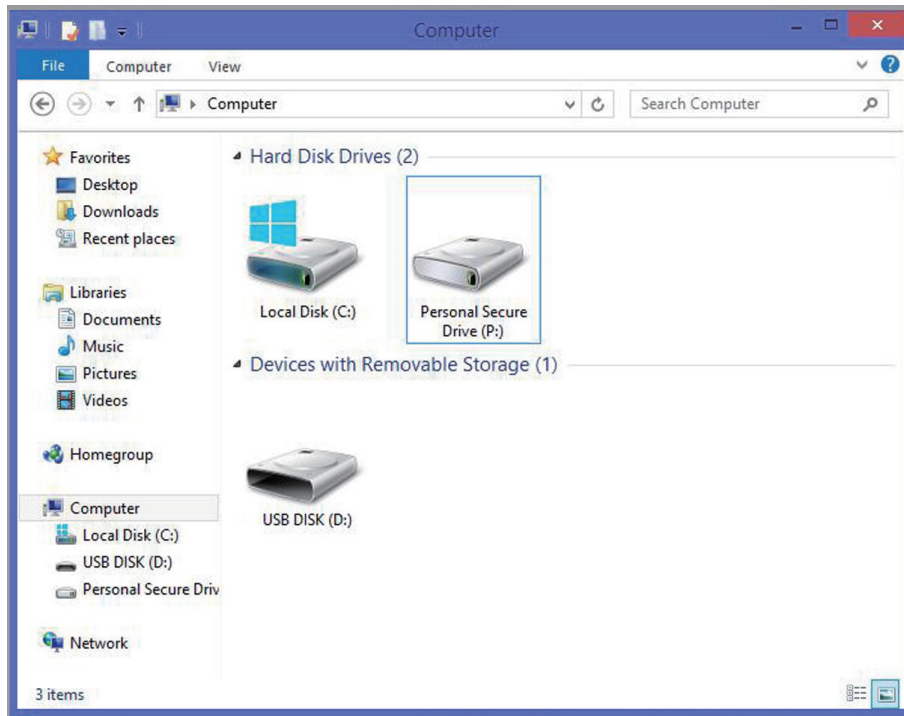 Computer
File Computer View
Computer
Search Computer
Favorites
Desktop
Downloads
Recent places
Libraries
Documents
Music
Pictures
Videos
Homegroup
Computer
Local Disk (C:)
USB DISK (D:)
Personal Secure Driv
Network
Hard Disk Drives (2)
Local Disk (C:)
Personal Secure
Drive (P:)
Devices with Removable Storage (1)
USB DISK (D:)
3 items